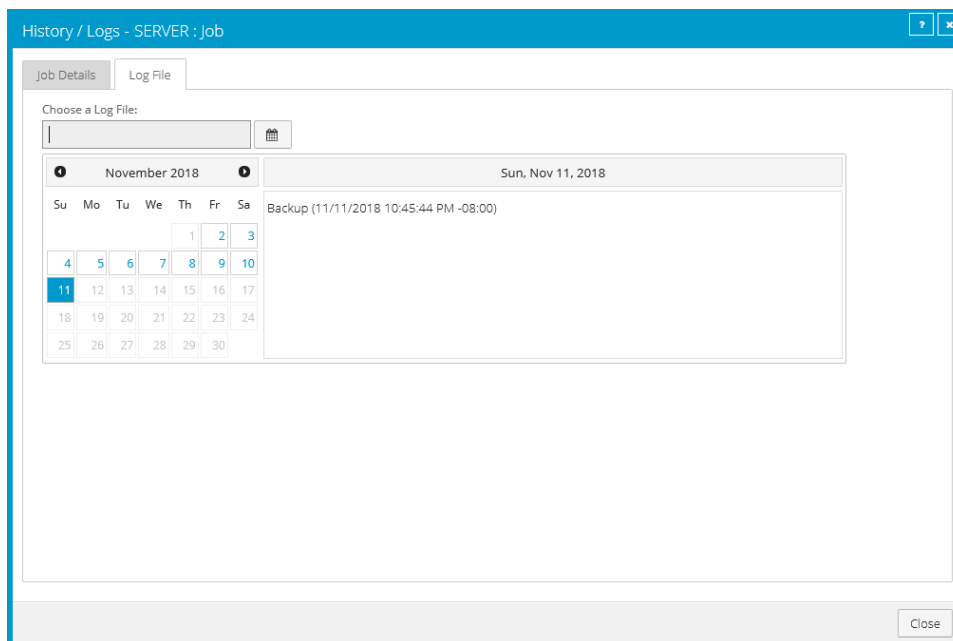 History / Logs - SERVER : Job
?
Job Details
Log File
Choose a Log File:
November 2018
Sun, Nov 11, 2018
Su Mo Tu We Th Fr Sa
Backup (11/11/2018 10:45:44 PM -08:00)
1 2 3
4 5 6 7 8 9 10
11 12 13 14 15 16 17
18 19 20 21 22 23 24
25 26 27 28 29 30
Close